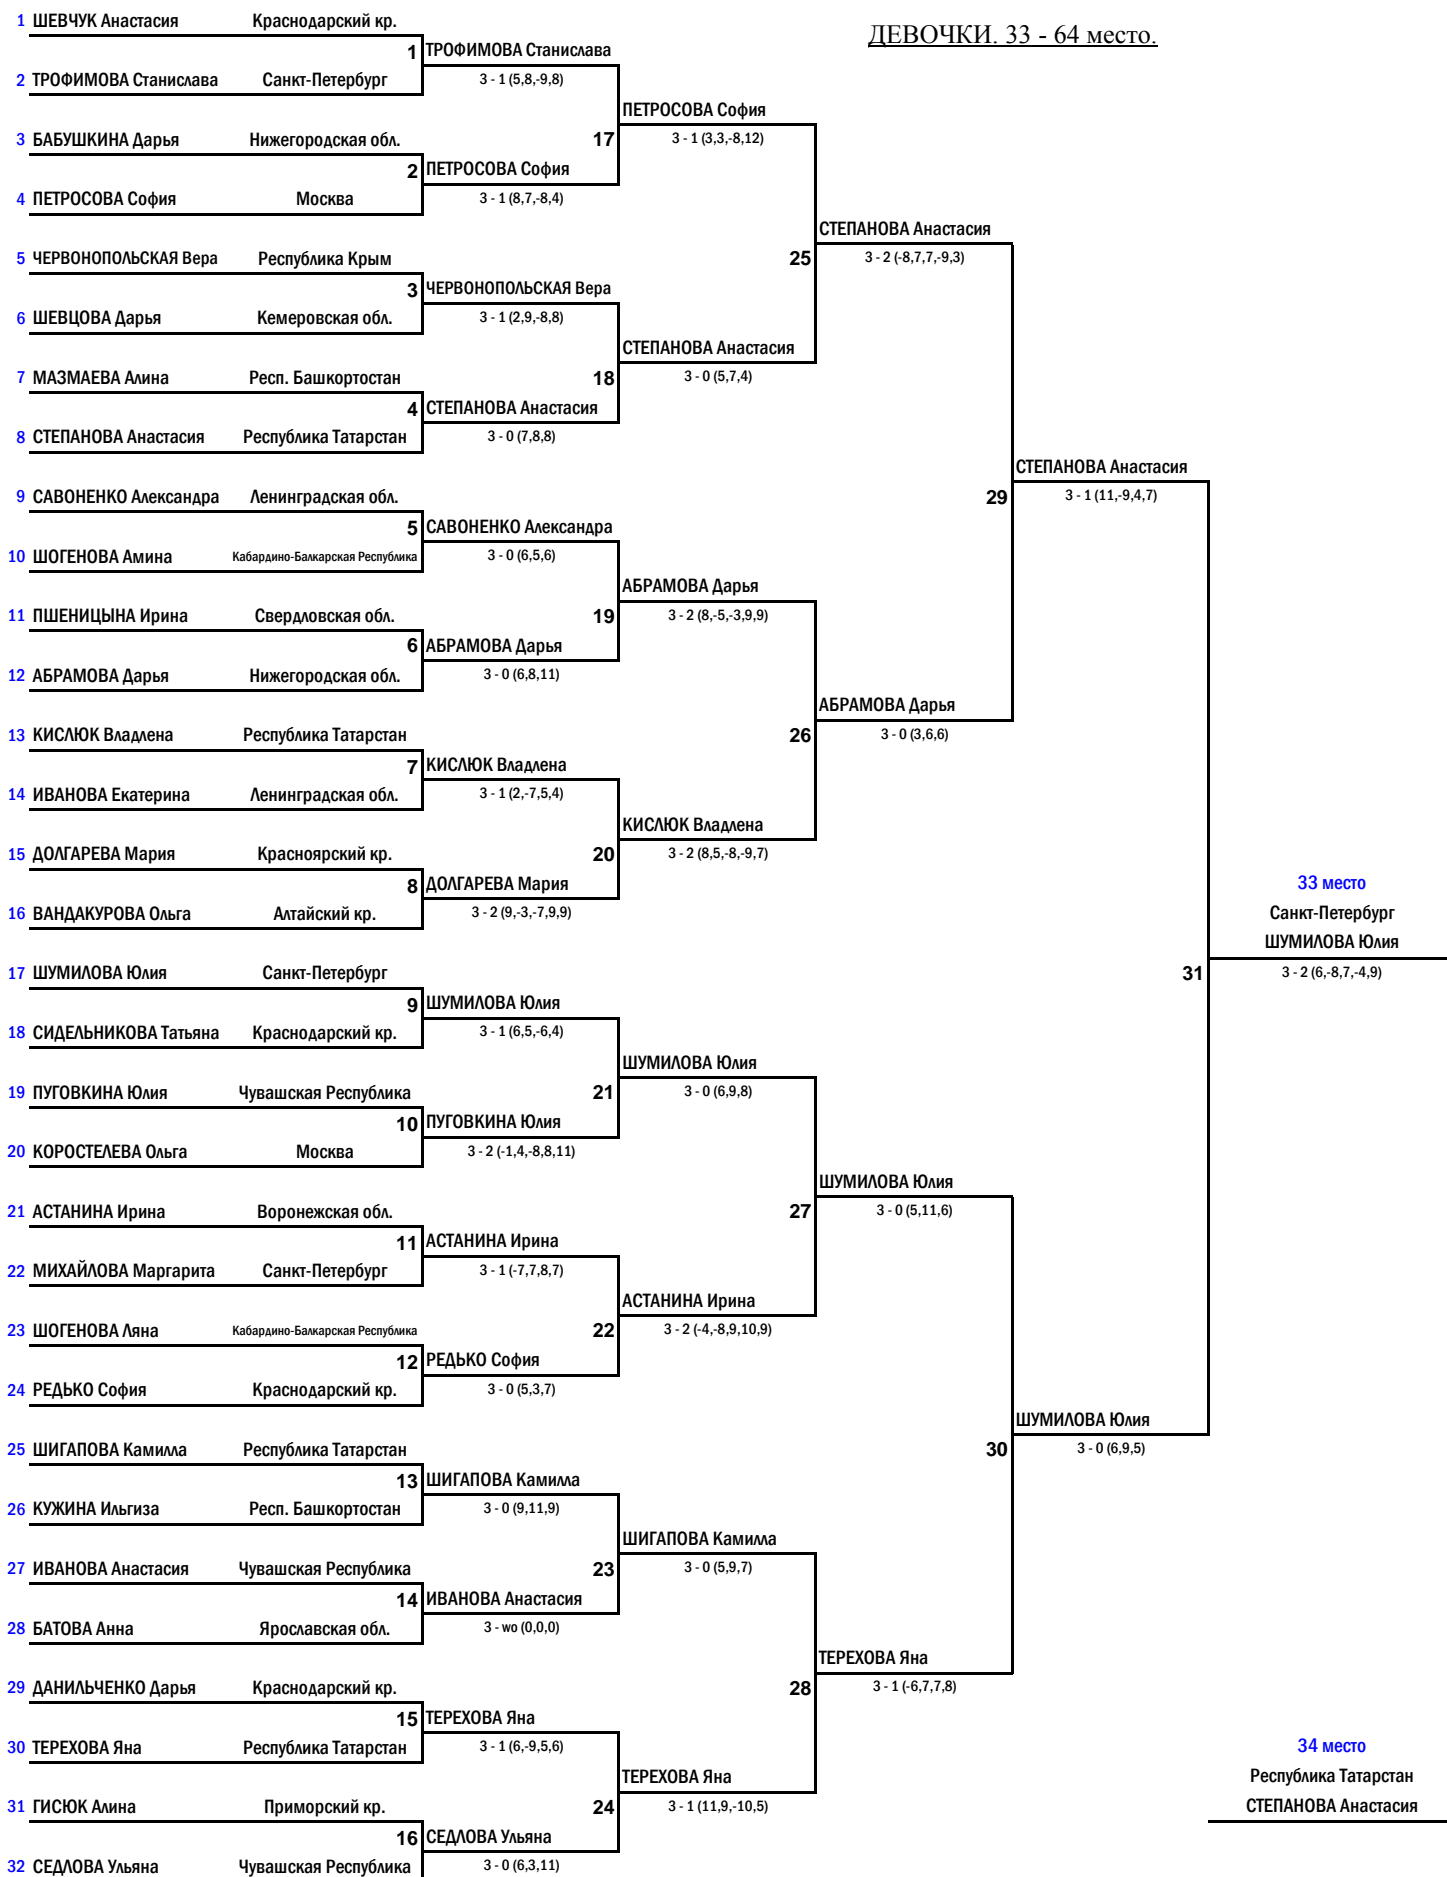 ДЕВОЧКИ. 33 - 64 место.
1 ШЕВЧУК Анастасия Краснодарский кр.
1 ТРОФИМОВА Станислава
2 ТРОФИМОВА Станислава Санкт-Петербург 3 - 1 (5,8,-9,8)
ПЕТРОСОВА София
3 БАБУШКИНА Дарья Нижегородская обл. 17 3 - 1 (3,3,-8,12)
2 ПЕТРОСОВА София
4 ПЕТРОСОВА София Москва 3 - 1 (8,7,-8,4)
СТЕПАНОВА Анастасия
5 ЧЕРВОНОПОЛЬСКАЯ Вера Республика Крым 25 3 - 2 (-8,7,7,-9,3)
3 ЧЕРВОНОПОЛЬСКАЯ Вера
6 ШЕВЦОВА Дарья Кемеровская обл. 3 - 1 (2,9,-8,8)
СТЕПАНОВА Анастасия
7 МАЗМАЕВА Алина Респ. Башкортостан 18 3 - 0 (5,7,4)
4 СТЕПАНОВА Анастасия
8 СТЕПАНОВА Анастасия Республика Татарстан 3 - 0 (7,8,8)
СТЕПАНОВА Анастасия
9 САВОНЕНКО Александра Ленинградская обл. 29 3 - 1 (11,-9,4,7)
5 САВОНЕНКО Александра
10 ШОГЕНОВА Амина Кабардино-Балкарская Республика 3 - 0 (6,5,6)
АБРАМОВА Дарья
11 ПШЕНИЦЫНА Ирина Свердловская обл. 19 3 - 2 (8,-5,-3,9,9)
6 АБРАМОВА Дарья
12 АБРАМОВА Дарья Нижегородская обл. 3 - 0 (6,8,11)
АБРАМОВА Дарья
13 КИСЛЮК Владлена Республика Татарстан 26 3 - 0 (3,6,6)
7 КИСЛЮК Владлена
14 ИВАНОВА Екатерина Ленинградская обл. 3 - 1 (2,-7,5,4)
КИСЛЮК Владлена
15 ДОЛГАРЕВА Мария Красноярский кр. 20 3 - 2 (8,5,-8,-9,7)
8 ДОЛГАРЕВА Мария 33 место
16 ВАНДАКУРОВА Ольга Алтайский кр. 3 - 2 (9,-3,-7,9,9) Санкт-Петербург
ШУМИЛОВА Юлия
17 ШУМИЛОВА Юлия Санкт-Петербург 31 3 - 2 (6,-8,7,-4,9)
9 ШУМИЛОВА Юлия
18 СИДЕЛЬНИКОВА Татьяна Краснодарский кр. 3 - 1 (6,5,-6,4)
ШУМИЛОВА Юлия
19 ПУГОВКИНА Юлия Чувашская Республика 21 3 - 0 (6,9,8)
10 ПУГОВКИНА Юлия
20 КОРОСТЕЛЕВА Ольга Москва 3 - 2 (-1,4,-8,8,11)
ШУМИЛОВА Юлия
21 АСТАНИНА Ирина Воронежская обл. 27 3 - 0 (5,11,6)
11 АСТАНИНА Ирина
22 МИХАЙЛОВА Маргарита Санкт-Петербург 3 - 1 (-7,7,8,7)
АСТАНИНА Ирина
23 ШОГЕНОВА Ляна Кабардино-Балкарская Республика 22 3 - 2 (-4,-8,9,10,9)
12 РЕДЬКО София
24 РЕДЬКО София Краснодарский кр. 3 - 0 (5,3,7)
ШУМИЛОВА Юлия
25 ШИГАПОВА Камилла Республика Татарстан 30 3 - 0 (6,9,5)
13 ШИГАПОВА Камилла
26 КУЖИНА Ильгиза Респ. Башкортостан 3 - 0 (9,11,9)
ШИГАПОВА Камилла
27 ИВАНОВА Анастасия Чувашская Республика 23 3 - 0 (5,9,7)
14 ИВАНОВА Анастасия
28 БАТОВА Анна Ярославская обл. 3 - wo (0,0,0)
ТЕРЕХОВА Яна
29 ДАНИЛЬЧЕНКО Дарья Краснодарский кр. 28 3 - 1 (-6,7,7,8)
15 ТЕРЕХОВА Яна
30 ТЕРЕХОВА Яна Республика Татарстан 3 - 1 (6,-9,5,6) 34 место
ТЕРЕХОВА Яна Республика Татарстан
31 ГИСЮК Алина Приморский кр. 24 3 - 1 (11,9,-10,5) СТЕПАНОВА Анастасия
16 СЕДЛОВА Ульяна
32 СЕДЛОВА Ульяна Чувашская Республика 3 - 0 (6,3,11)